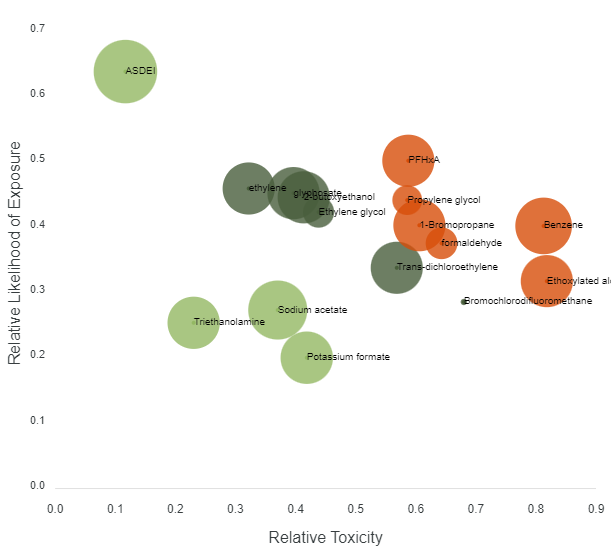 0.7
ASDEI
0.6
0.5
PFHxA
ethylene
glyphosate
2-butoxyethanol
Propylene glycol
Ethylene glycol
0.4
1-Bromopropane
Benzene
formaldehyde
Trans-dichloroethylene
0.3
Ethoxylated al
Bromochlorodifluoromethane
Sodium acetate
Triethanolamine
0.2
Potassium formate
0.1
0.0
Relative Likelihood of Exposure
0.0 0.1 0.2 0.3 0.4 0.5 0.6 0.7 0.8 0.9
Relative Toxicity